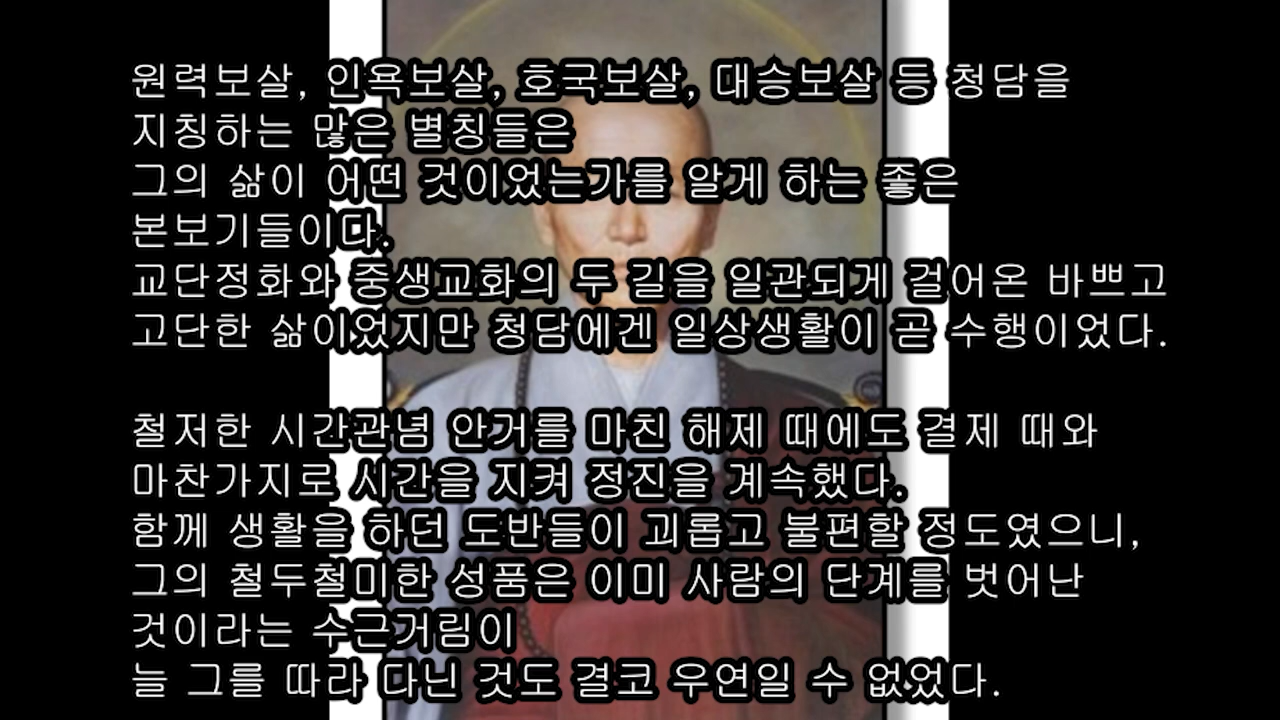 원력보살, 인욕보살, 호국보살, 대승보살 등 청담을
지칭하는 많은 별칭들은
그의 삶이 어떤 것이었는가를 알게 하는 좋은
본보기들이다.
교단정화와 중생교화의 두 길을 일관되게 걸어온 바쁘고
고단한 삶이었지만 청담에겐 일상생활이 곧 수행이었다.
철저한 시간관념 안거를 마친 해제 때에도 결제 때와
마찬가지로 시간을 지켜 정진을 계속했다.
함께 생활을 하던 도반들이 괴롭고 불편할 정도였으니,
그의 철두철미한 성품은 이미 사람의 단계를 벗어난
것이라는 수근거림이
늘 그를 따라 다닌 것도 결코 우연일 수 없었다.